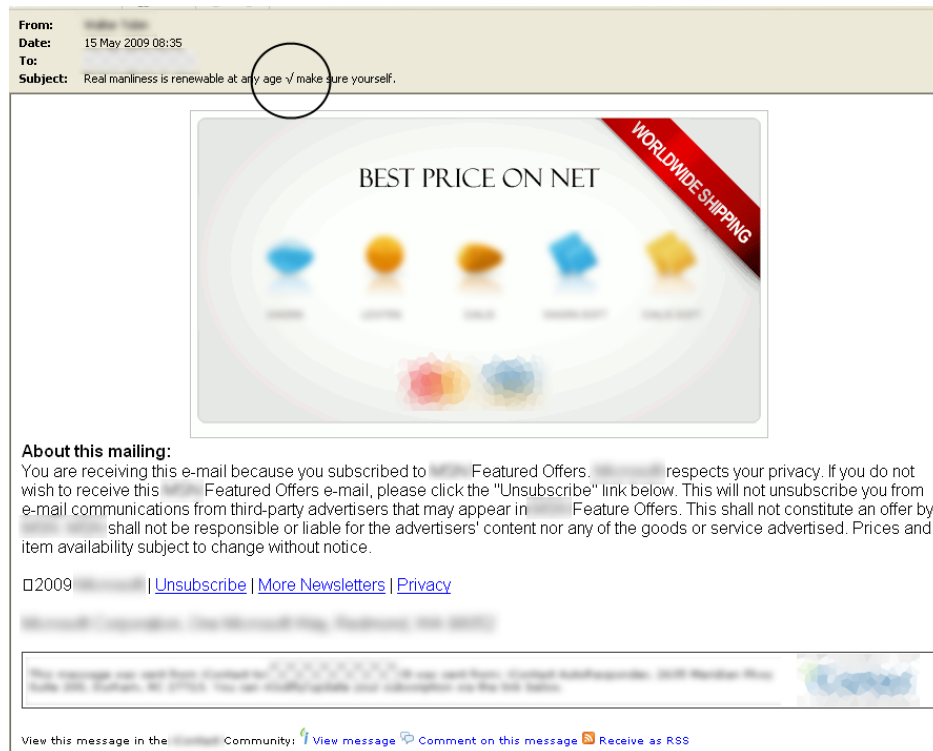 From:
Date: 15 May 2009 08:35
To:
Subject: Real manliness is renewable at any age √ make sure yourself.
WORLDWIDE SHIPPING
BEST PRICE ON NET
About this mailing:
You are receiving this e-mail because you subscribed to Featured Offers. respects your privacy. If you do not
wish to receive this Featured Offers e-mail, please click the "Unsubscribe" link below. This will not unsubscribe you from
e-mail communications from third-party advertisers that may appear in Feature Offers. This shall not constitute an offer by
shall not be responsible or liable for the advertisers' content nor any of the goods or service advertised. Prices and
item availability subject to change without notice.
□2009 | Unsubscribe | More Newsletters | Privacy
View this message in the Community: View message Comment on this message Receive as RSS